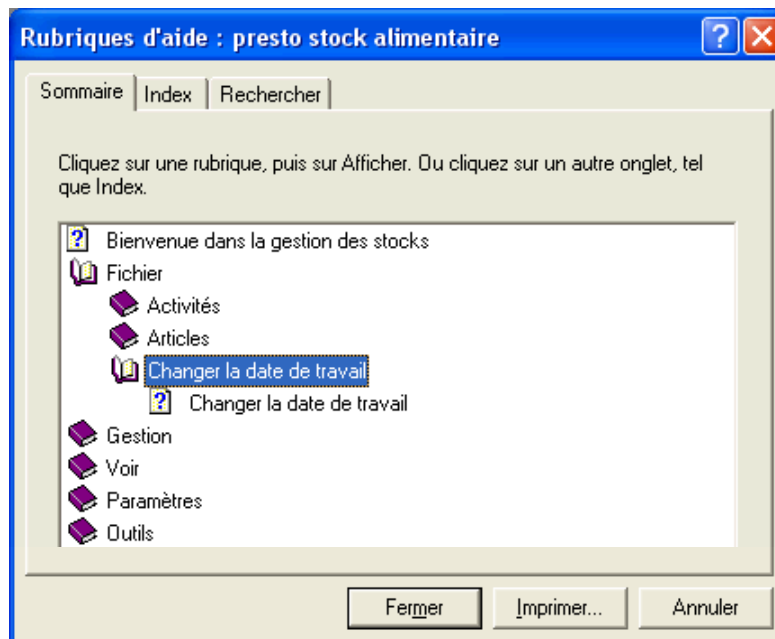 Rubriques d'aide : presto stock alimentaire
Sommaire Index Rechercher
Cliquez sur une rubrique, puis sur Afficher. Ou cliquez sur un autre onglet, tel
que Index.
Bienvenue dans la gestion des stocks
Fichier
Activités
Articles
Changer la date de travail
Changer la date de travail
Gestion
Voir
Paramètres
Outils
Fermer Imprimer... Annuler